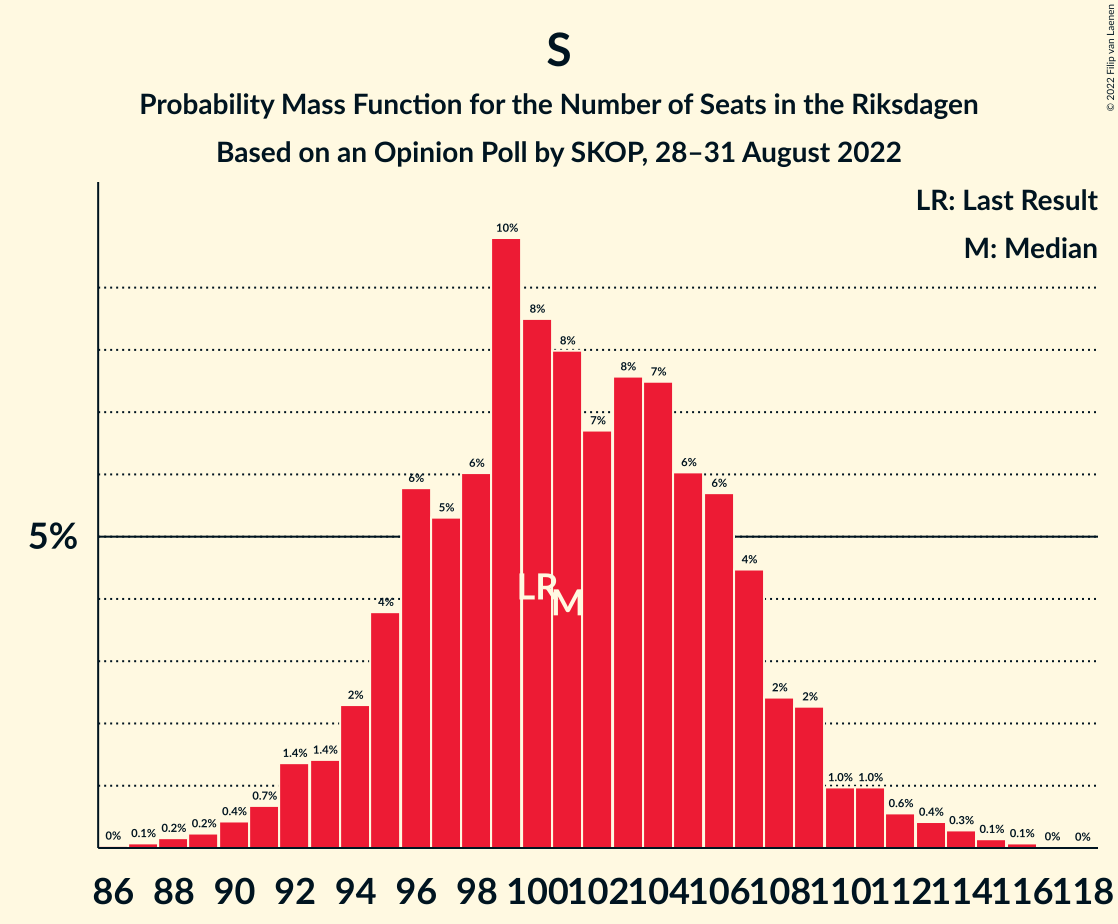 S
Probability Mass Function for the Number of Seats in the Riksdagen
Based on an Opinion Poll by SKOP, 28–31 August 2022
© 2022 Filip van Laenen
LR: Last Result
M: Median
5%
0% 0.1% 0.2% 0.2% 0.4% 0.7% 1.4% 1.4% 2% 4% 6% 5% 6% 10% 8% 8% 7% 8% 7% 6% 6% 4% 2% 2% 1.0% 1.0% 0.6% 0.4% 0.3% 0.1% 0.1% 0% 0%
LR M
86 88 90 92 94 96 98 100 102 104 106 108 110 112 114 116 118